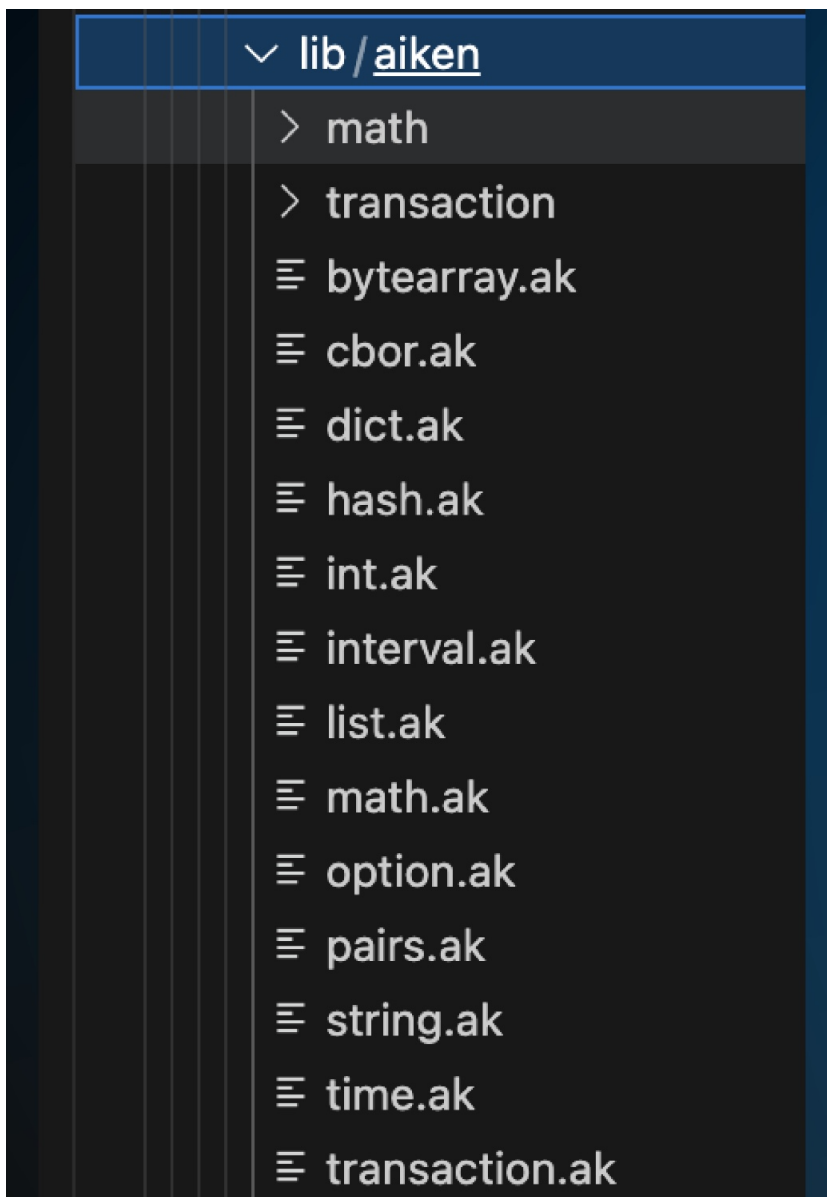 lib/aiken
math
transaction
bytearray.ak
cbor.ak
dict.ak
hash.ak
int.ak
interval.ak
list.ak
math.ak
option.ak
pairs.ak
string.ak
time.ak
transaction.ak